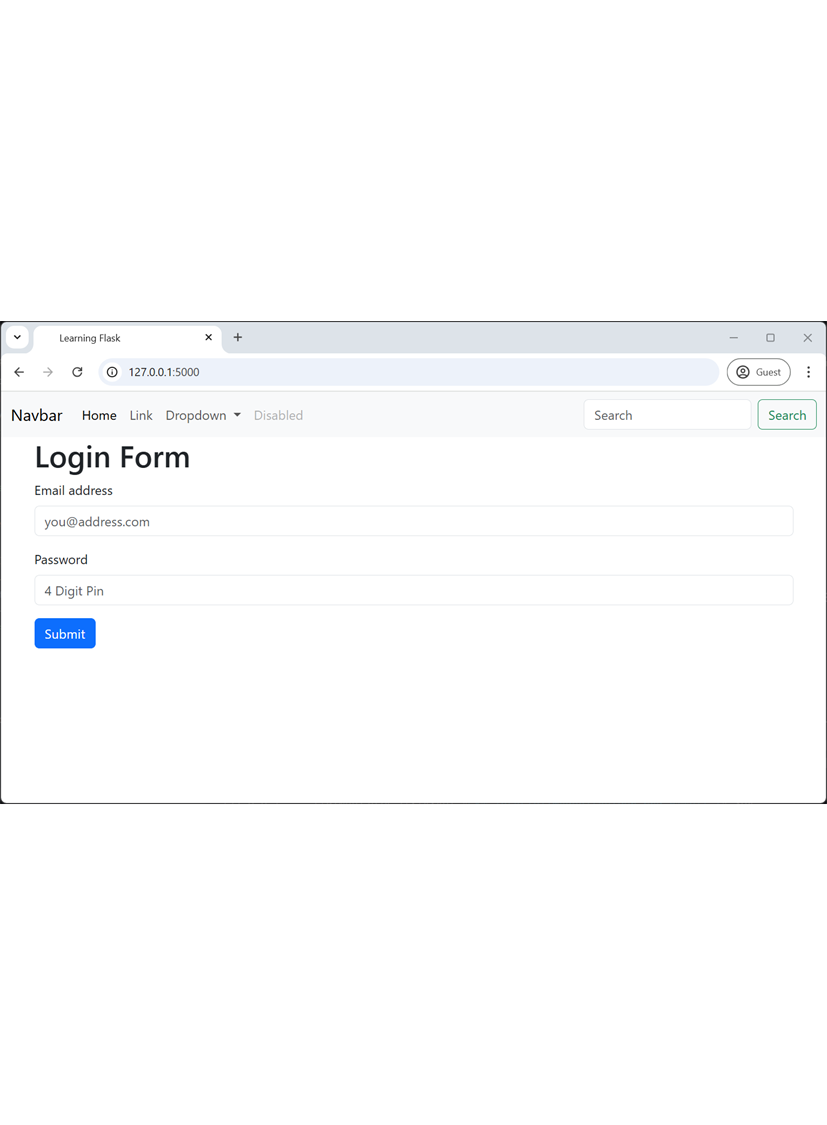 Learning Flask
127.0.0.1:5000 Guest
Navbar Home Link Dropdown Disabled Search Search
Login Form
Email address
you@address.com
Password
4 Digit Pin
Submit